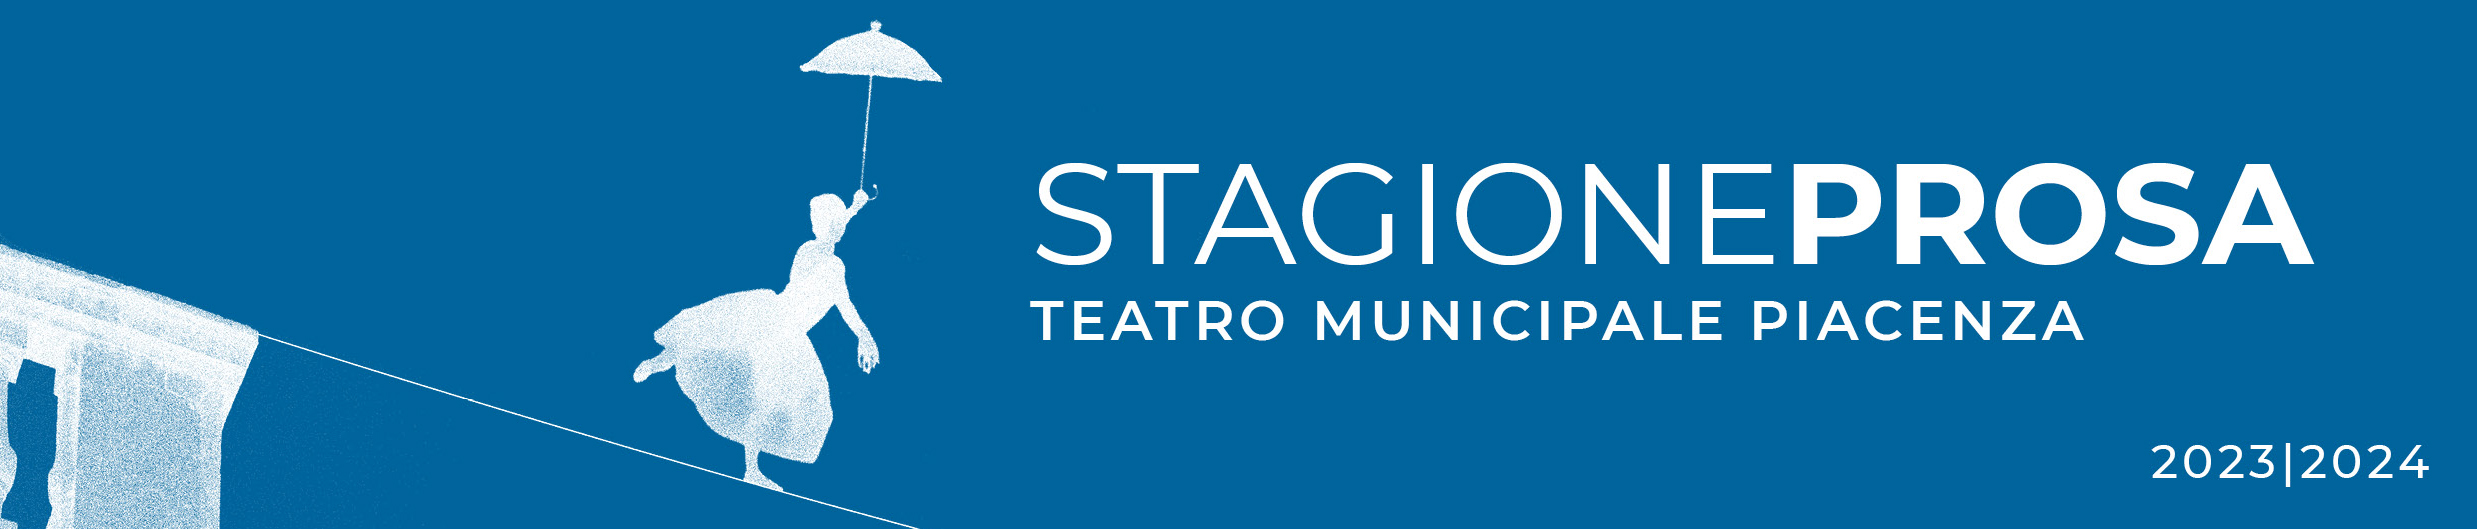 STAGIONEPROSA
TEATRO MUNICIPALE PIACENZA
2023|2024